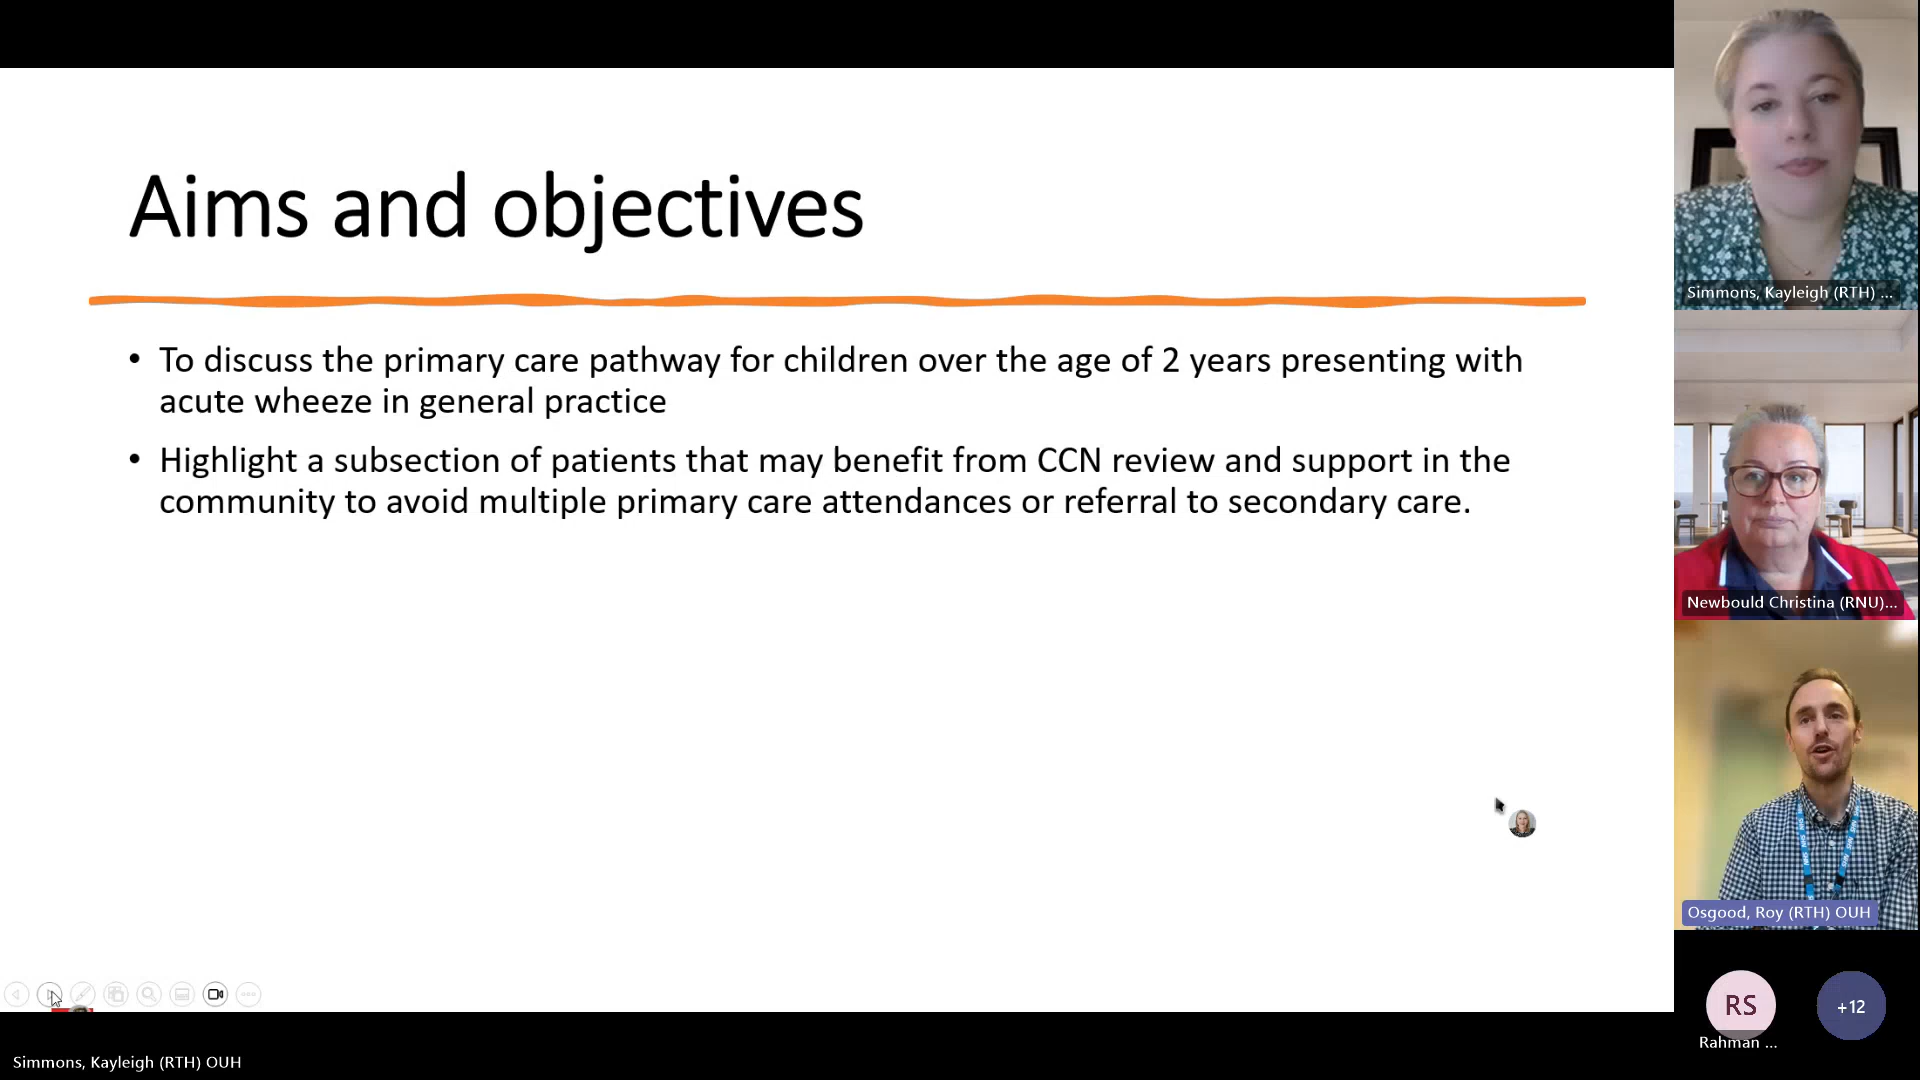 Aims and objectives
• To discuss the primary care pathway for children over the age of 2 years presenting with
acute wheeze in general practice
• Highlight a subsection of patients that may benefit from CCN review and support in the
community to avoid multiple primary care attendances or referral to secondary care.
Simmons, Kayleigh (RTH) ...
Newbould Christina (RNU)...
Osgood, Roy (RTH) OUH
RS
+12
Rahman ...
Simmons, Kayleigh (RTH) OUH